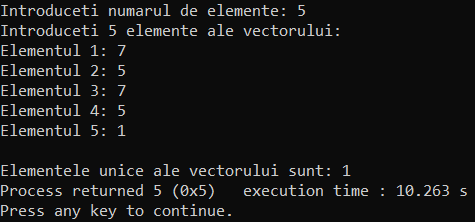 Introduceti numarul de elemente: 5
Introduceti 5 elemente ale vectorului:
Elementul 1: 7
Elementul 2: 5
Elementul 3: 7
Elementul 4: 5
Elementul 5: 1
Elementele unice ale vectorului sunt: 1
Process returned 5 (0x5)   execution time : 10.263 s
Press any key to continue.